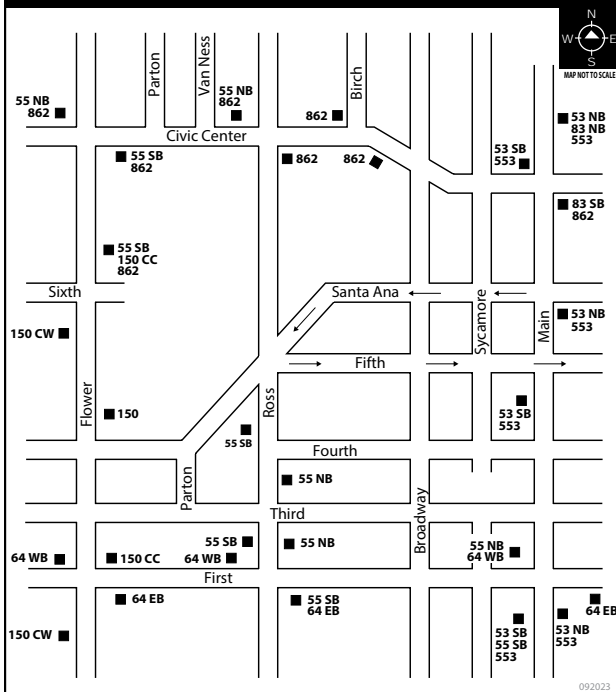 N
W
E
S
MAP NOT TO SCALE
Parton
Van Ness
Birch
55 NB
862
55 NB
862
862
53 NB
83 NB
553
Civic Center
55 SB
862
862
862
53 SB
553
83 SB
862
55 SB
150 CC
862
Sixth
Santa Ana
Sycamore
Main
53 NB
553
150 CW
Fifth
Flower
Ross
150
53 SB
553
55 SB
Fourth
Parton
55 NB
Broadway
Third
64 WB
150 CC
64 WB
55 SB
55 NB
55 NB
64 WB
First
64 EB
55 SB
64 EB
64 EB
150 CW
53 SB
55 SB
553
53 NB
553
092023